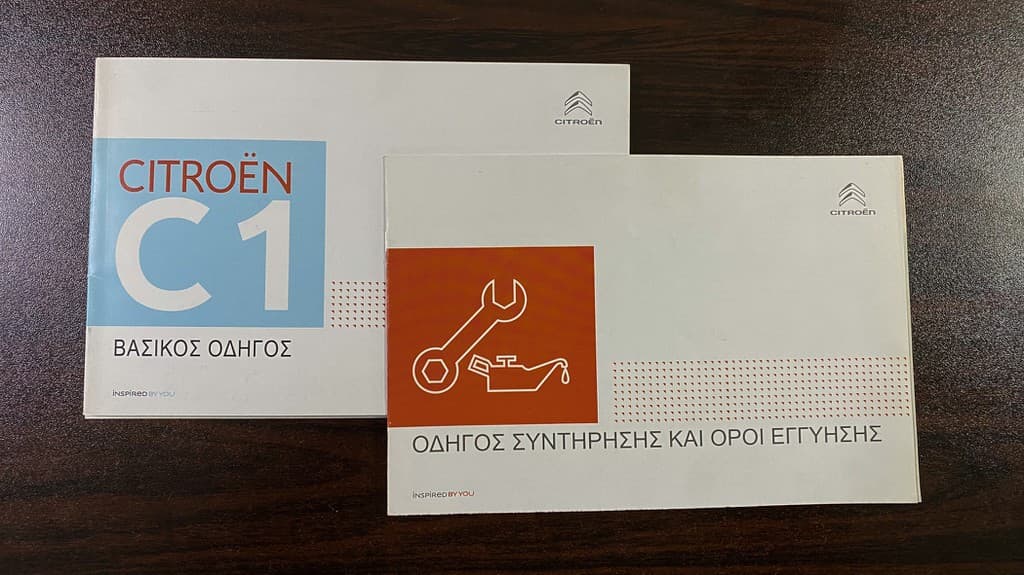 CITROËN
CITROËN
C1
ΒΑΣΙΚΟΣ ΟΔΗΓΟΣ
INSPIRED BY YOU
CITROËN
ΟΔΗΓΟΣ ΣΥΝΤΗΡΗΣΗΣ ΚΑΙ ΟΡΟΙ ΕΓΓΥΗΣΗΣ
INSPIRED BY YOU